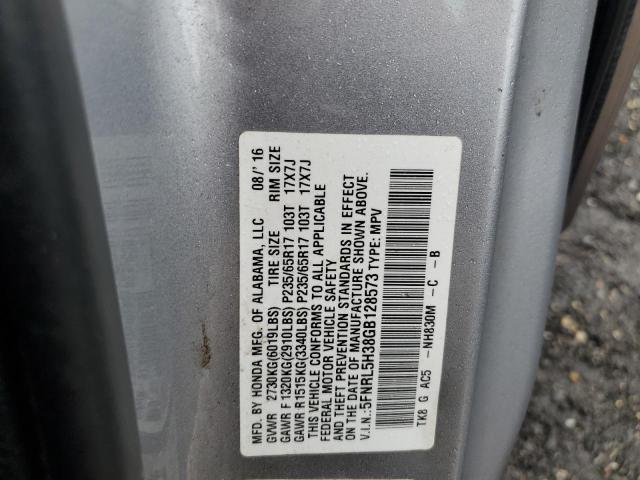 MFD. BY HONDA MFG. OF ALABAMA, LLC 08/'16
GVWR 2730KG(6019LBS) TIRE SIZE RIM SIZE
GAWR F 1320KG(2910LBS) P235/65R17 103T 17X7J
GAWR R1515KG(3340LBS) P235/65R17 103T 17X7J
THIS VEHICLE CONFORMS TO ALL APPLICABLE
FEDERAL MOTOR VEHICLE SAFETY
AND THEFT PREVENTION STANDARDS IN EFFECT
ON THE DATE OF MANUFACTURE SHOWN ABOVE.
V.I.N.:5FNRL5H38GB128573 TYPE: MPV
TK8 G AC5 -NH830M -C -B